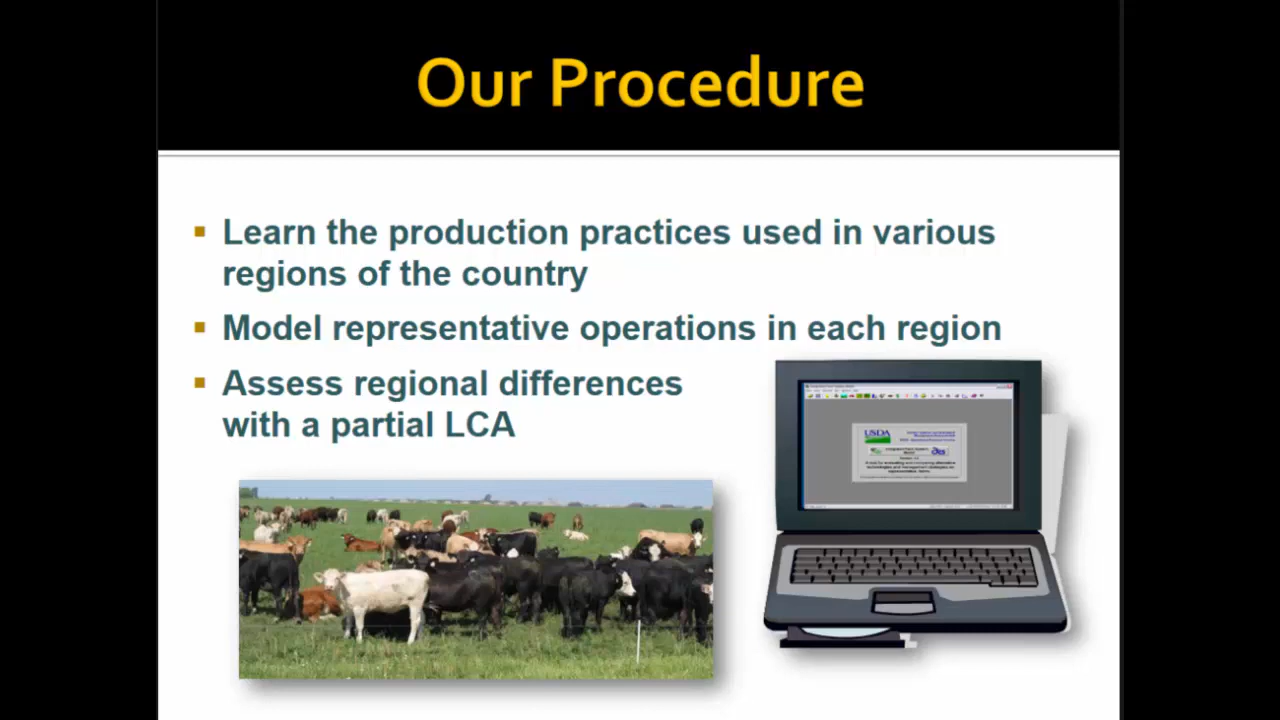 Our Procedure
Learn the production practices used in various
regions of the country
Model representative operations in each region
Assess regional differences
with a partial LCA
USDA